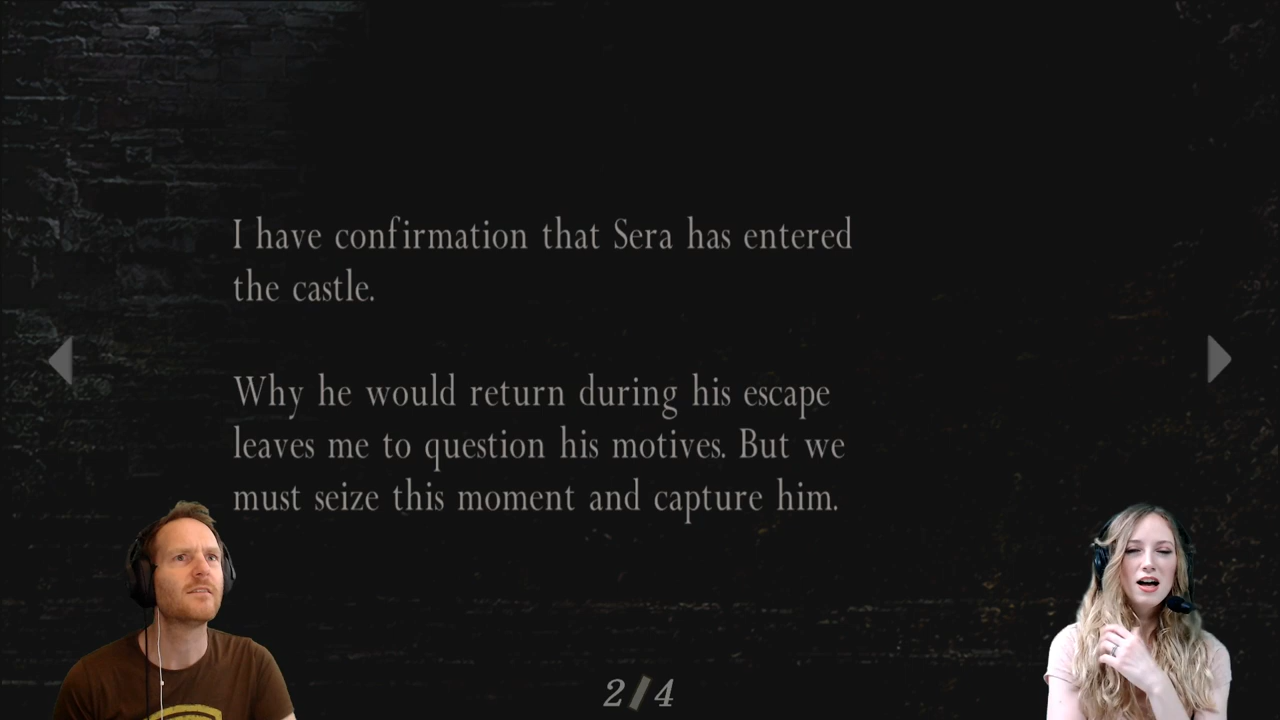 I have confirmation that Sera has entered
the castle.
Why he would return during his escape
leaves me to question his motives. But we
must seize this moment and capture him.
2/4